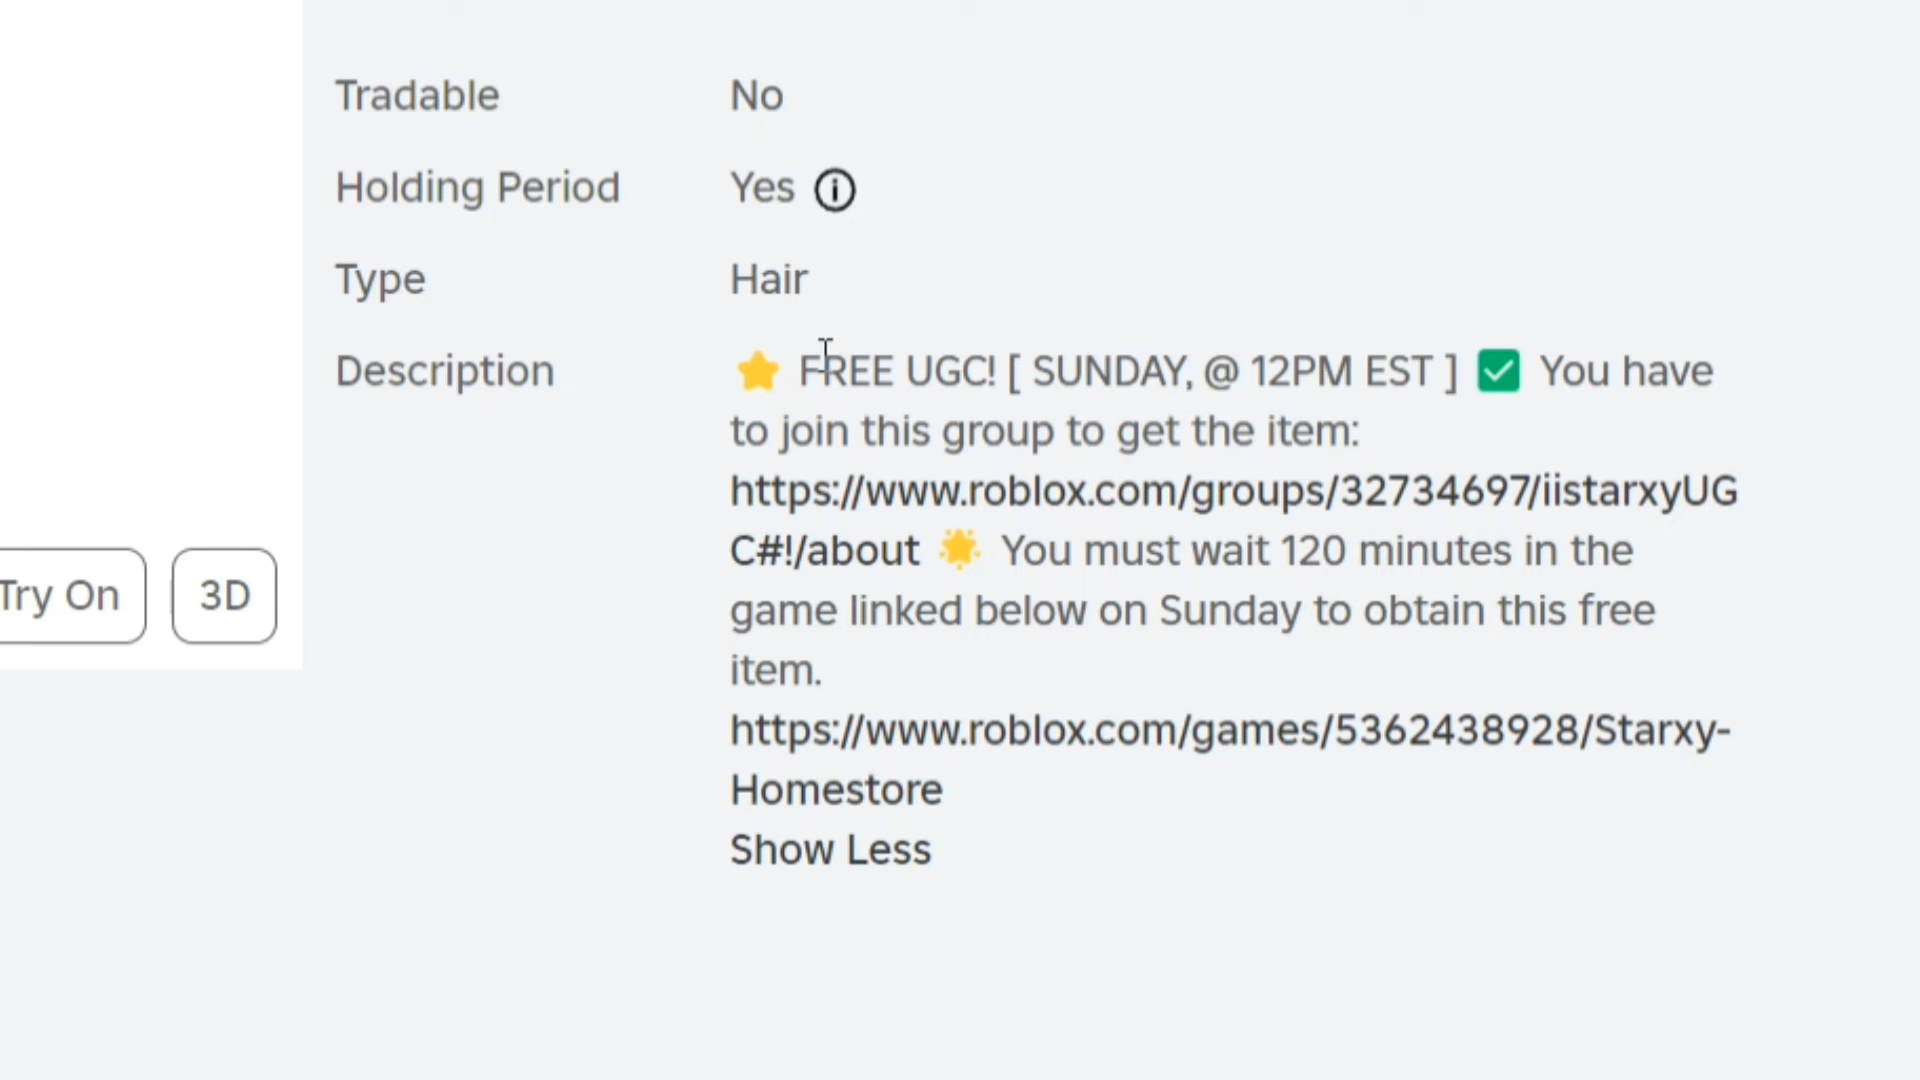 Tradable No
Holding Period Yes
Type Hair
Description ⭐ FREE UGC! [ SUNDAY, @ 12PM EST ] ✅ You have
to join this group to get the item:
https://www.roblox.com/groups/32734697/iistarxyUG
C#!/about 🌟 You must wait 120 minutes in the
game linked below on Sunday to obtain this free
item.
https://www.roblox.com/games/5362438928/Starxy-
Homestore
Show Less
Try On 3D